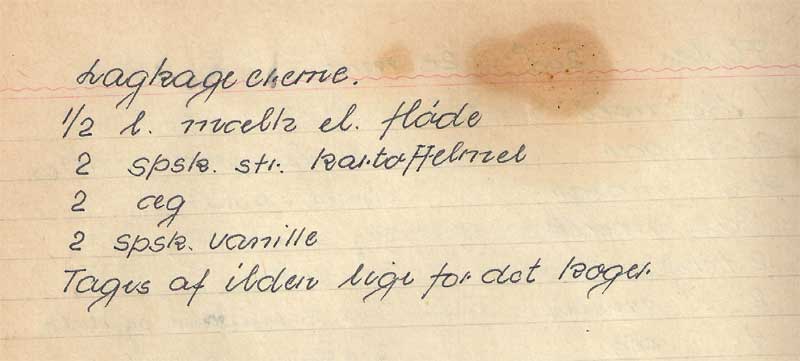 Lagkagecreme.
1/2 l. mælk el. fløde
2 spsk. str. kartoffelmel
2 æg
2 spsk. vanille
Tages af ilden lige før det koger.